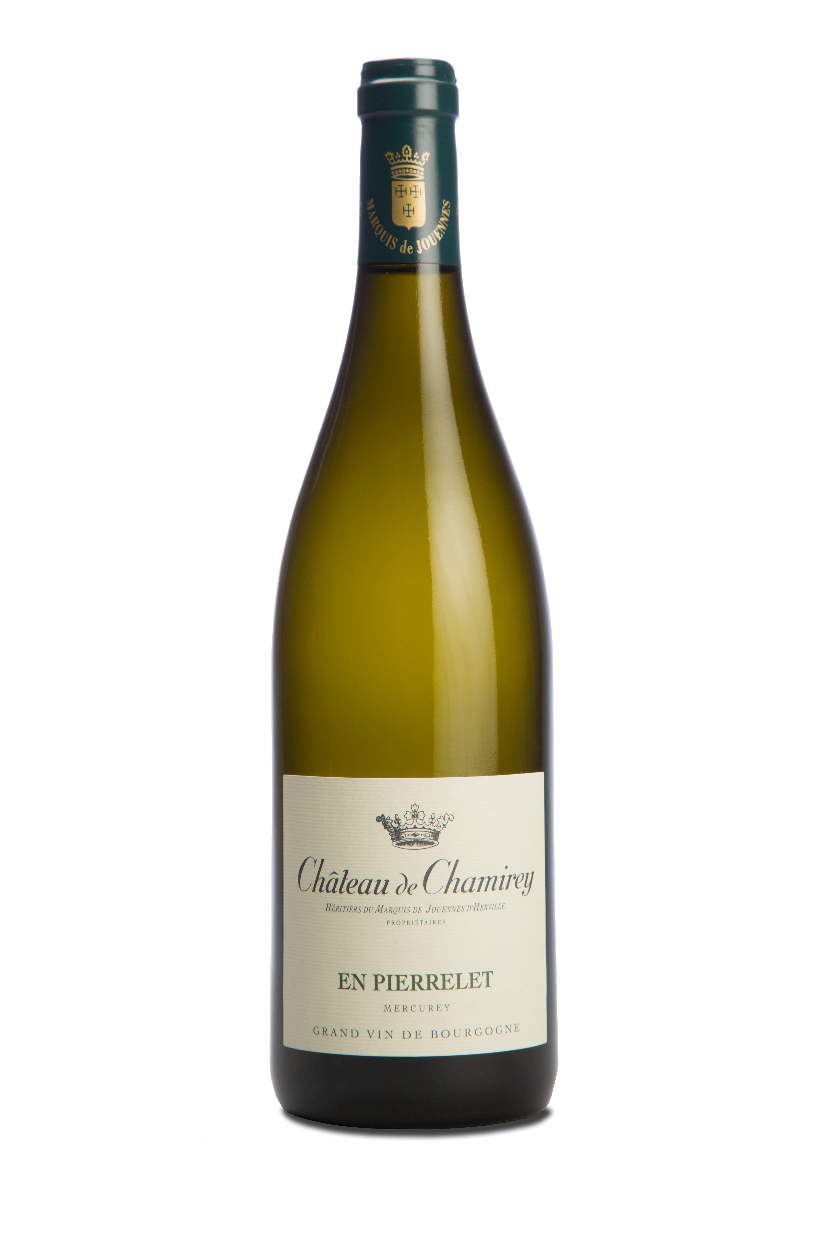 MARQUIS de JOUENNES
Château de Chamirey
HÉRITIERS DU MARQUIS DE JOUENNES D'HERVILLE
PROPRIÉTAIRES
EN PIERRELET
MERCUREY
GRAND VIN DE BOURGOGNE